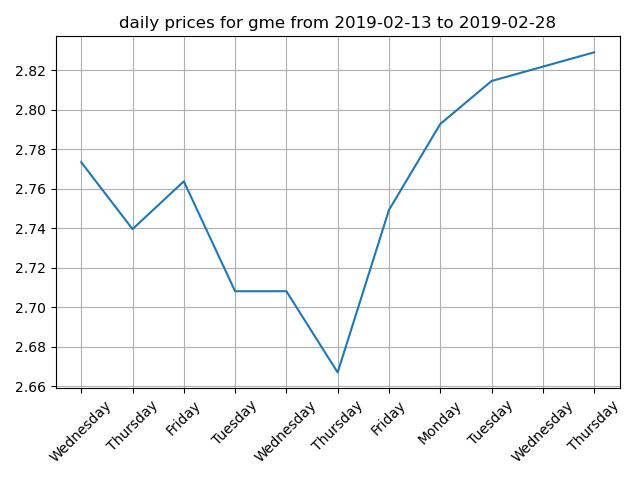 daily prices for gme from 2019-02-13 to 2019-02-28
2.82
2.80
2.78
2.76
2.74
2.72
2.70
2.68
2.66
Wednesday
Thursday
Friday
Tuesday
Wednesday
Thursday
Friday
Monday
Tuesday
Wednesday
Thursday